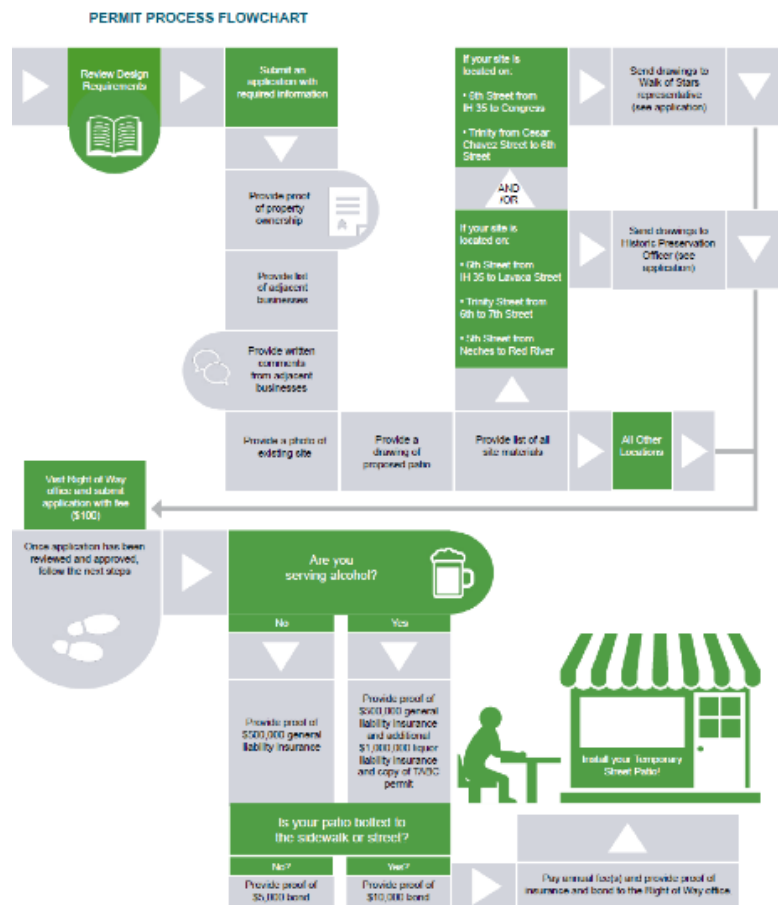 PERMIT PROCESS FLOWCHART
Review Design
Requirements
Submit an
application with
required information
Provide proof
of property
ownership
Provide list
of adjacent
businesses
Provide written
comments
from adjacent
businesses
Provide a photo of
existing site
Provide a
drawing of
proposed patio
Provide list of all
site materials
If your site is
located on:
• 6th Street from
IH 35 to Lavaca Street
• Trinity Street from
6th to 7th Street
• 5th Street from
Neches to Red River
AND
/OR
If your site is
located on:
• 6th Street from
IH 35 to Congress
• Trinity from Cesar
Chavez Street to 6th
Street
Send drawings to
Walk of Stars
representative
(see application)
Send drawings to
Historic Preservation
Officer (see
application)
All Other
Locations
Visit Right of Way
office and submit
application with fee
($100)
Once application has been
reviewed and approved,
follow the next steps
Are you
serving alcohol?
No
Yes
Provide proof of
$500,000 general
liability insurance
Provide proof of
$500,000 general
liability insurance
and additional
$1,000,000 liquor
liability insurance
and copy of TABC
permit
Is your patio bolted to
the sidewalk or street?
No?
Yes?
Provide proof of
$5,000 bond
Provide proof of
$10,000 bond
Pay annual fee(s) and provide proof of
insurance and bond to the Right of Way office
Install your Temporary
Street Patio!